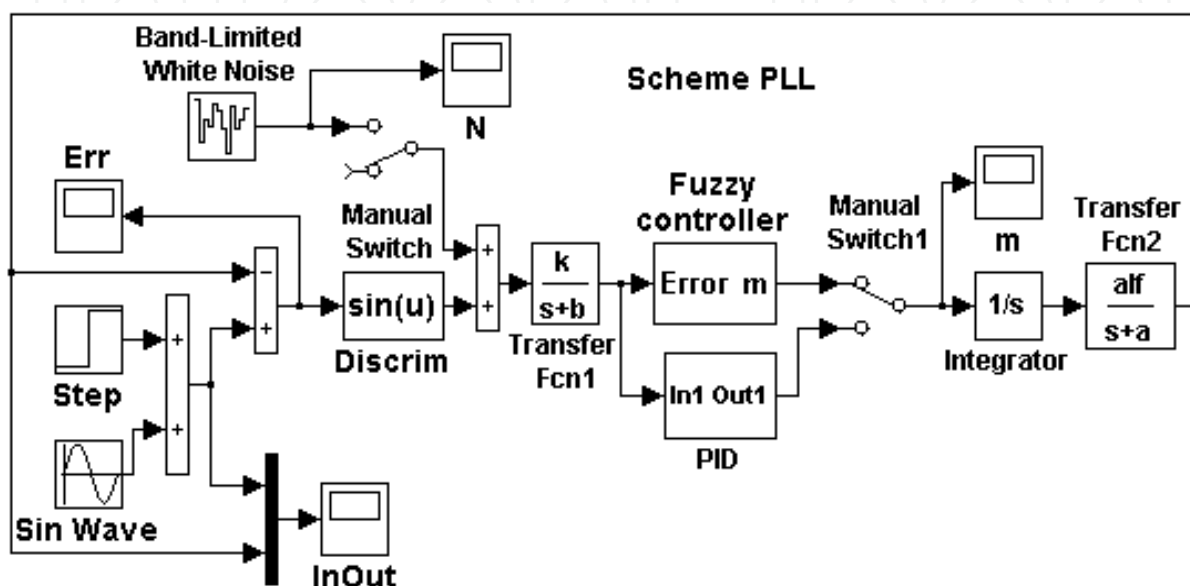 Band-Limited
White Noise
N
Scheme PLL
Err
Manual
Switch
Fuzzy
controller
Manual
Switch1
m
Transfer
Fcn2
−
+
sin(u)
Discrim
+
+
k
s+b
Transfer
Fcn1
Error m
1/s
Integrator
alf
s+a
Step
+
+
In1 Out1
PID
Sin Wave
InOut